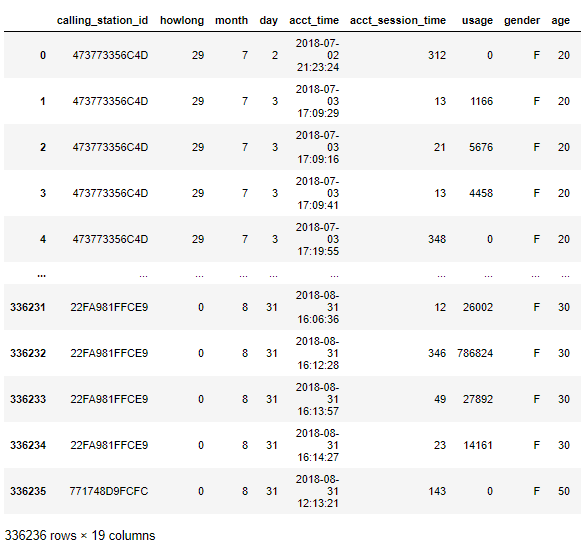 calling_station_id howlong month day acct_time acct_session_time usage gender age
0 473773356C4D 29 7 2 2018-07-02 21:23:24 312 0 F 20
1 473773356C4D 29 7 3 2018-07-03 17:09:29 13 1166 F 20
2 473773356C4D 29 7 3 2018-07-03 17:09:16 21 5676 F 20
3 473773356C4D 29 7 3 2018-07-03 17:09:41 13 4458 F 20
4 473773356C4D 29 7 3 2018-07-03 17:19:55 348 0 F 20
... ... ... ... ... ... ... ... ... ...
336231 22FA981FFCE9 0 8 31 2018-08-31 16:06:36 12 26002 F 30
336232 22FA981FFCE9 0 8 31 2018-08-31 16:12:28 346 786824 F 30
336233 22FA981FFCE9 0 8 31 2018-08-31 16:13:57 49 27892 F 30
336234 22FA981FFCE9 0 8 31 2018-08-31 16:14:27 23 14161 F 30
336235 771748D9FCFC 0 8 31 2018-08-31 12:13:21 143 0 F 50
336236 rows × 19 columns